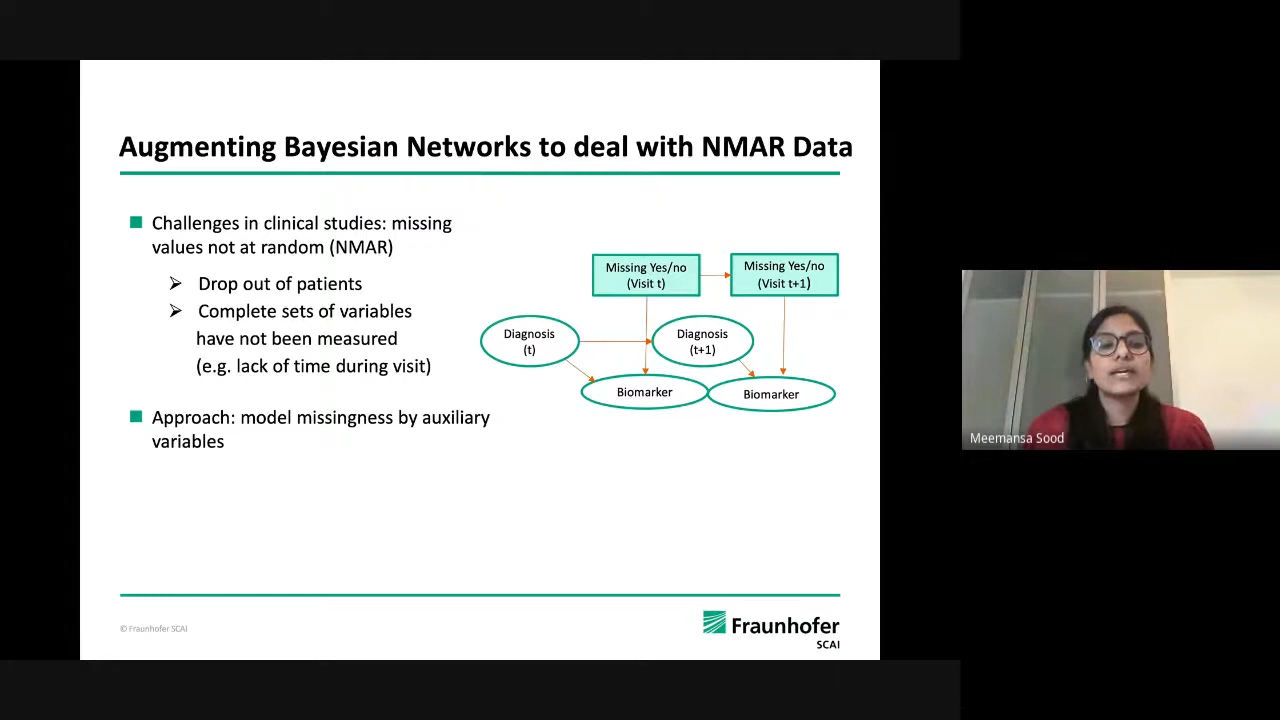 Augmenting Bayesian Networks to deal with NMAR Data
Challenges in clinical studies: missing
values not at random (NMAR)
Drop out of patients
Complete sets of variables
have not been measured
(e.g. lack of time during visit)
Approach: model missingness by auxiliary
variables
Missing Yes/no
(Visit t)
Missing Yes/no
(Visit t+1)
Diagnosis
(t)
Diagnosis
(t+1)
Biomarker
Biomarker
Meemansa Sood
© Fraunhofer SCAI
Fraunhofer
SCAI